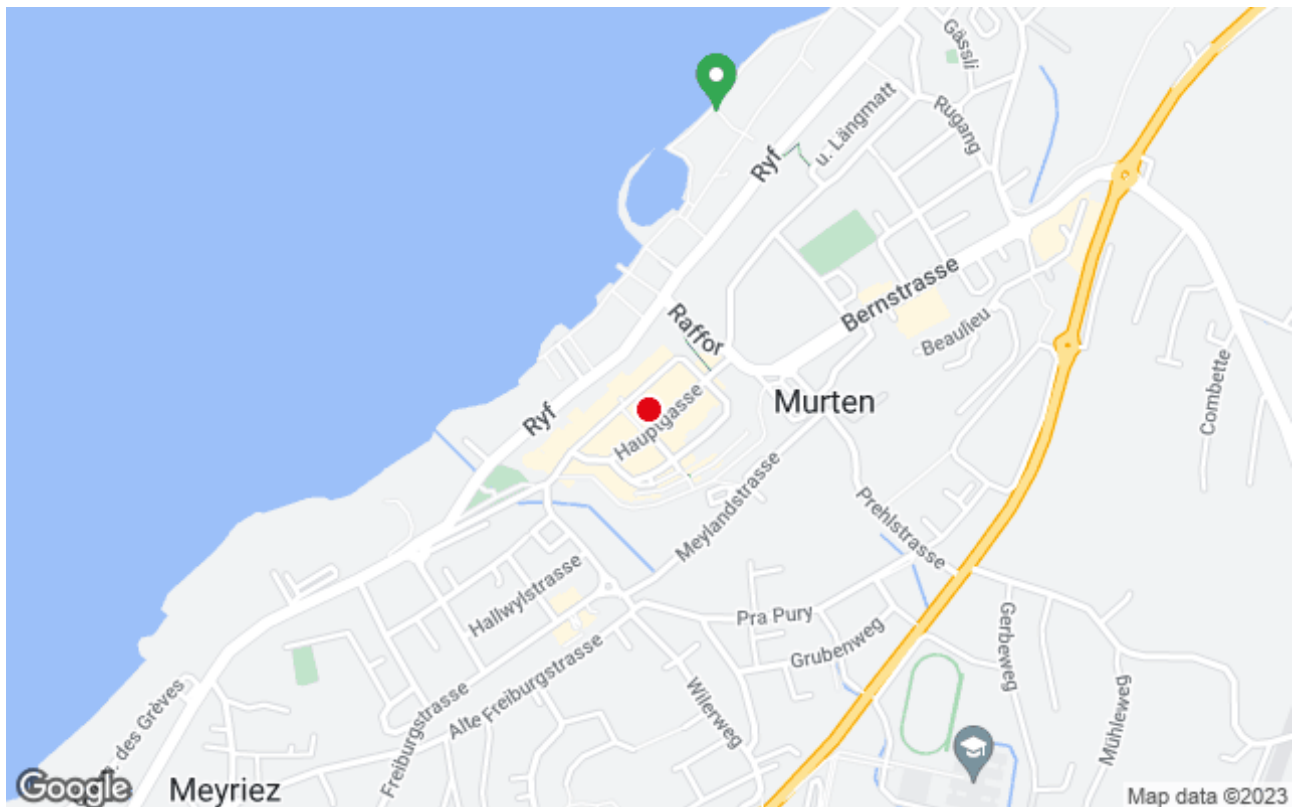 Gässli
Rugang
u. Längmatt
Ryf
Bernstrasse
Raffor
Beaulieu
Combette
Murten
Hauptgasse
Ryf
Meylandstrasse
Prehlstrasse
Hallwylstrasse
Pra Pury
Grubenweg
Gerbeweg
Alte Freiburgstrasse
Freiburgstrasse
Wilerweg
Mühleweg
des Grèves
Meyriez
Google
Map data ©2023